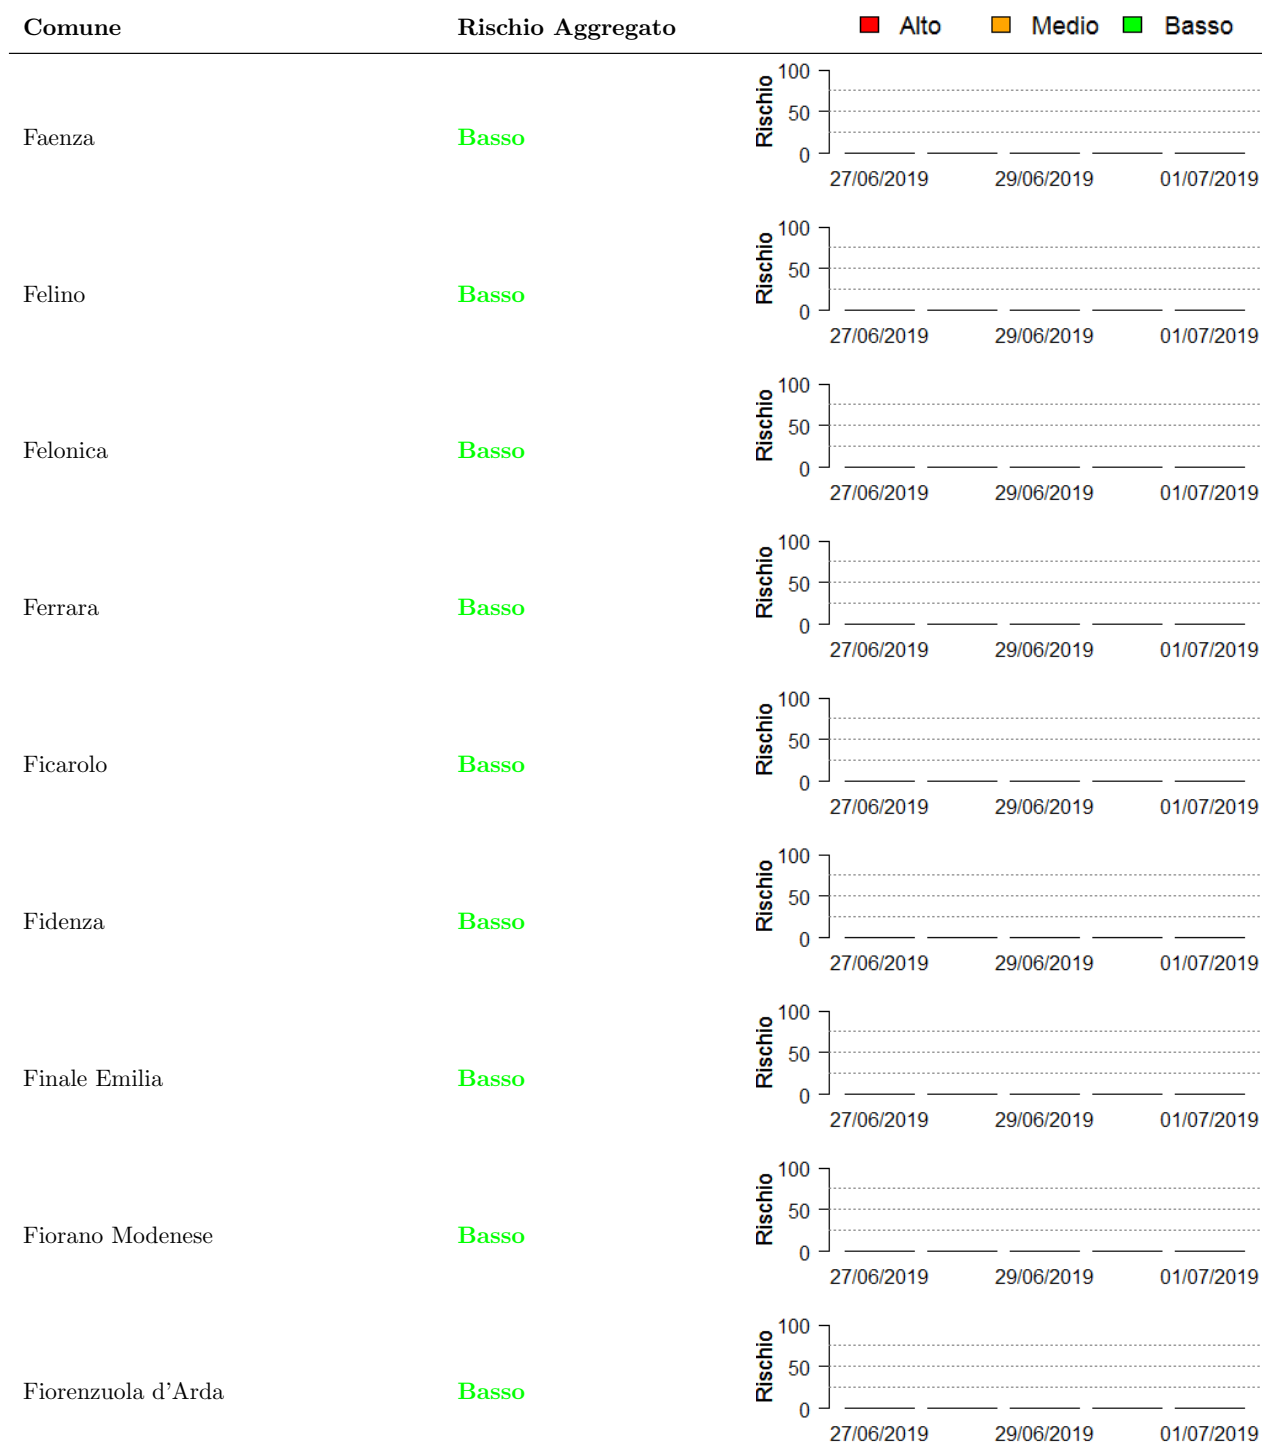 Comune Rischio Aggregato Alto Medio Basso
Faenza Basso
Rischio
100
50
0
27/06/2019 29/06/2019 01/07/2019
Felino Basso
Rischio
100
50
0
27/06/2019 29/06/2019 01/07/2019
Felonica Basso
Rischio
100
50
0
27/06/2019 29/06/2019 01/07/2019
Ferrara Basso
Rischio
100
50
0
27/06/2019 29/06/2019 01/07/2019
Ficarolo Basso
Rischio
100
50
0
27/06/2019 29/06/2019 01/07/2019
Fidenza Basso
Rischio
100
50
0
27/06/2019 29/06/2019 01/07/2019
Finale Emilia Basso
Rischio
100
50
0
27/06/2019 29/06/2019 01/07/2019
Fiorano Modenese Basso
Rischio
100
50
0
27/06/2019 29/06/2019 01/07/2019
Fiorenzuola d'Arda Basso
Rischio
100
50
0
27/06/2019 29/06/2019 01/07/2019